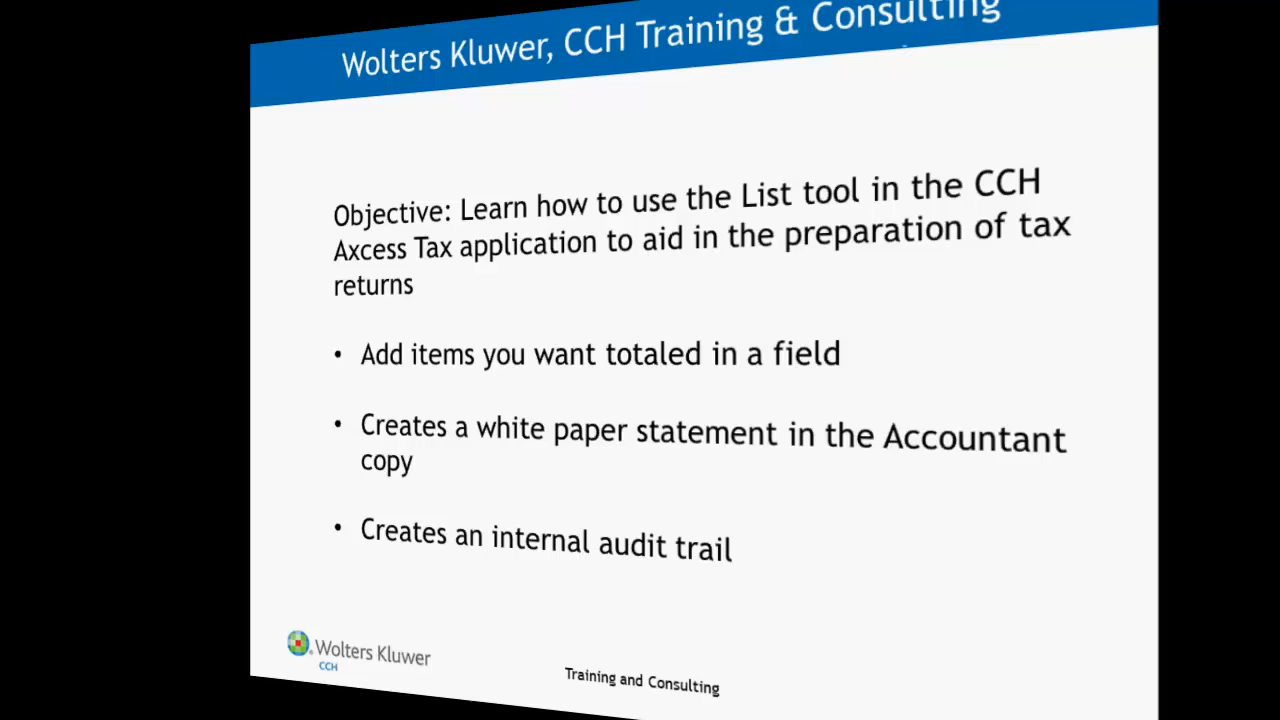 Wolters Kluwer, CCH Training & Consulting
Objective: Learn how to use the List tool in the CCH
Axcess Tax application to aid in the preparation of tax
returns
• Add items you want totaled in a field
• Creates a white paper statement in the Accountant
copy
• Creates an internal audit trail
Wolters Kluwer
CCH
Training and Consulting